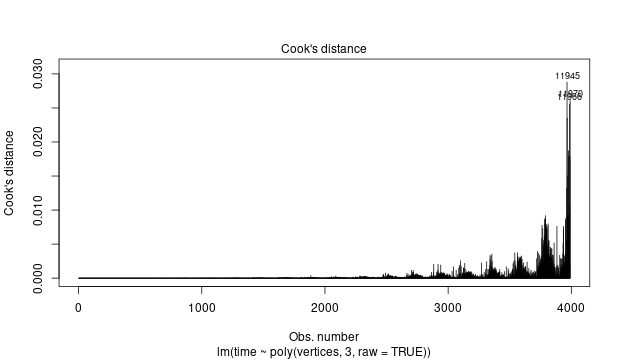 Cook's distance
11945
Cook's distance
0.000
0.010
0.020
0.030
0 1000 2000 3000 4000
Obs. number
lm(time ~ poly(vertices, 3, raw = TRUE))